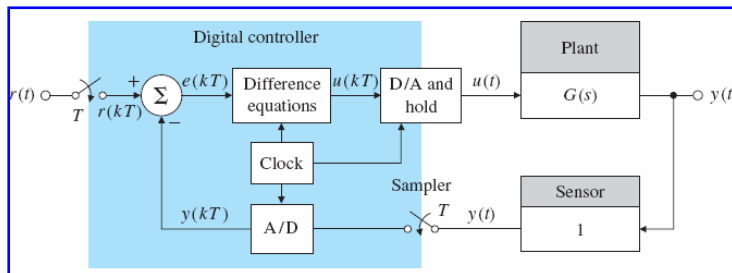 Digital controller
Plant
r(t)
T
r(kT)
+
Σ
−
e(kT)
Difference
equations
u(kT)
D/A and
hold
u(t)
G(s)
y(t
Clock
Sampler
Sensor
y(kT)
A/D
T
y(t)
1